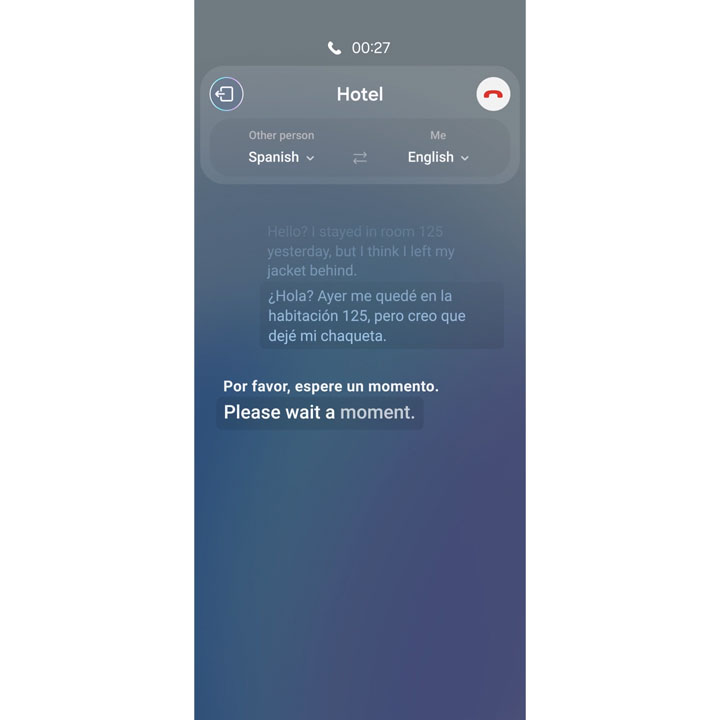 00:27
Hotel
Other person
Me
Spanish
English
Hello? I stayed in room 125
yesterday, but I think I left my
jacket behind.
¿Hola? Ayer me quedé en la
habitación 125, pero creo que
dejé mi chaqueta.
Por favor, espere un momento.
Please wait a moment.